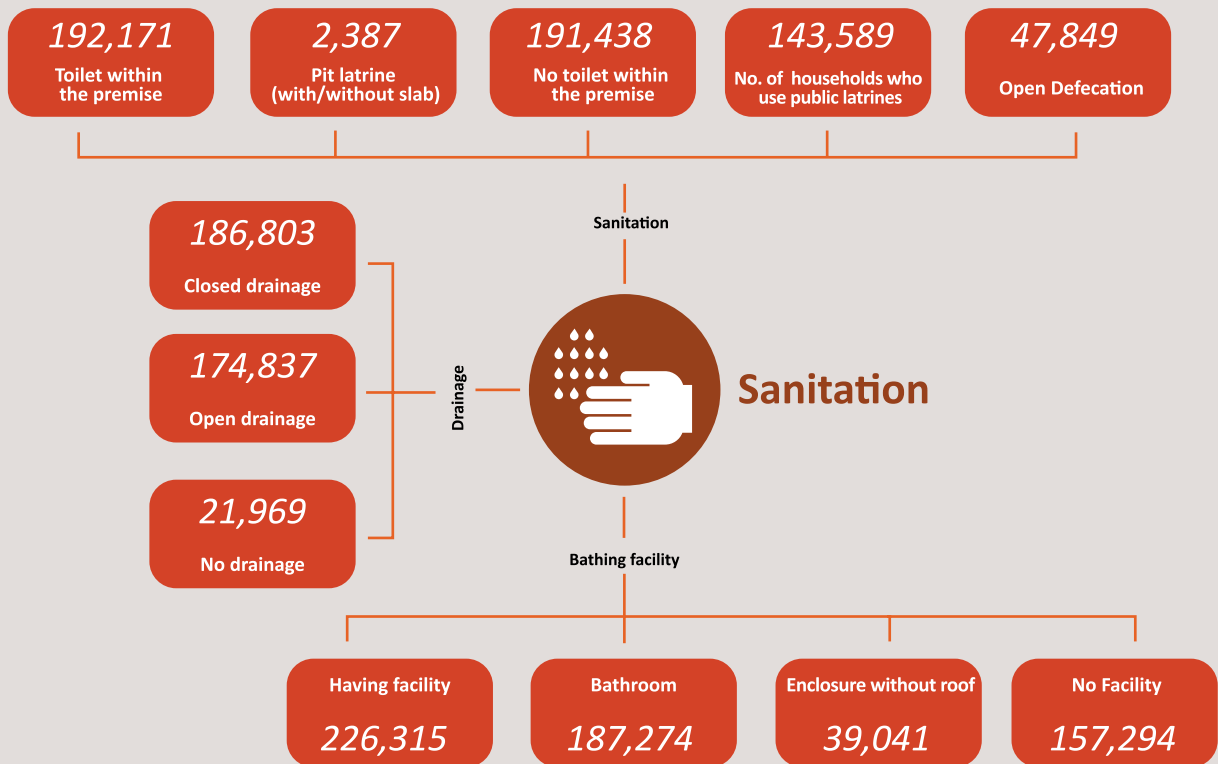 192,171
Toilet within
the premise
2,387
Pit latrine
(with/without slab)
191,438
No toilet within
the premise
143,589
No. of households who
use public latrines
47,849
Open Defecation
Sanitation
186,803
Closed drainage
174,837
Open drainage
21,969
No drainage
Drainage
Sanitation
Bathing facility
Having facility
226,315
Bathroom
187,274
Enclosure without roof
39,041
No Facility
157,294